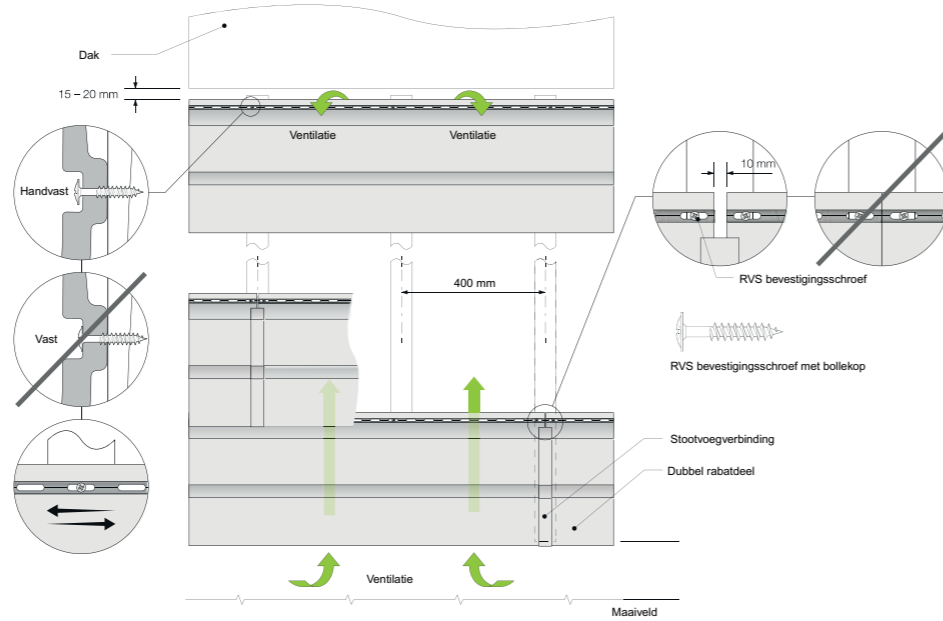 Dak
15 – 20 mm
Ventilatie
Ventilatie
Handvast
10 mm
RVS bevestigingsschroef
400 mm
Vast
RVS bevestigingsschroef met bollekop
Stootvoegverbinding
Dubbel rabatdeel
Ventilatie
Maaiveld